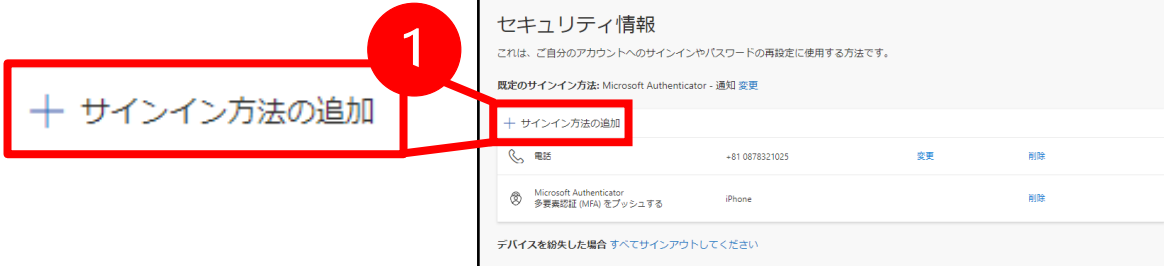 1
+ サインイン方法の追加
セキュリティ情報
これは、ご自分のアカウントへのサインインやパスワードの再設定に使用する方法です。
既定のサインイン方法: Microsoft Authenticator - 通知 変更
+ サインイン方法の追加
電話 +81 0878321025 変更 削除
Microsoft Authenticator
多要素認証 (MFA) をプッシュする iPhone 削除
デバイスを紛失した場合 すべてサインアウトしてください